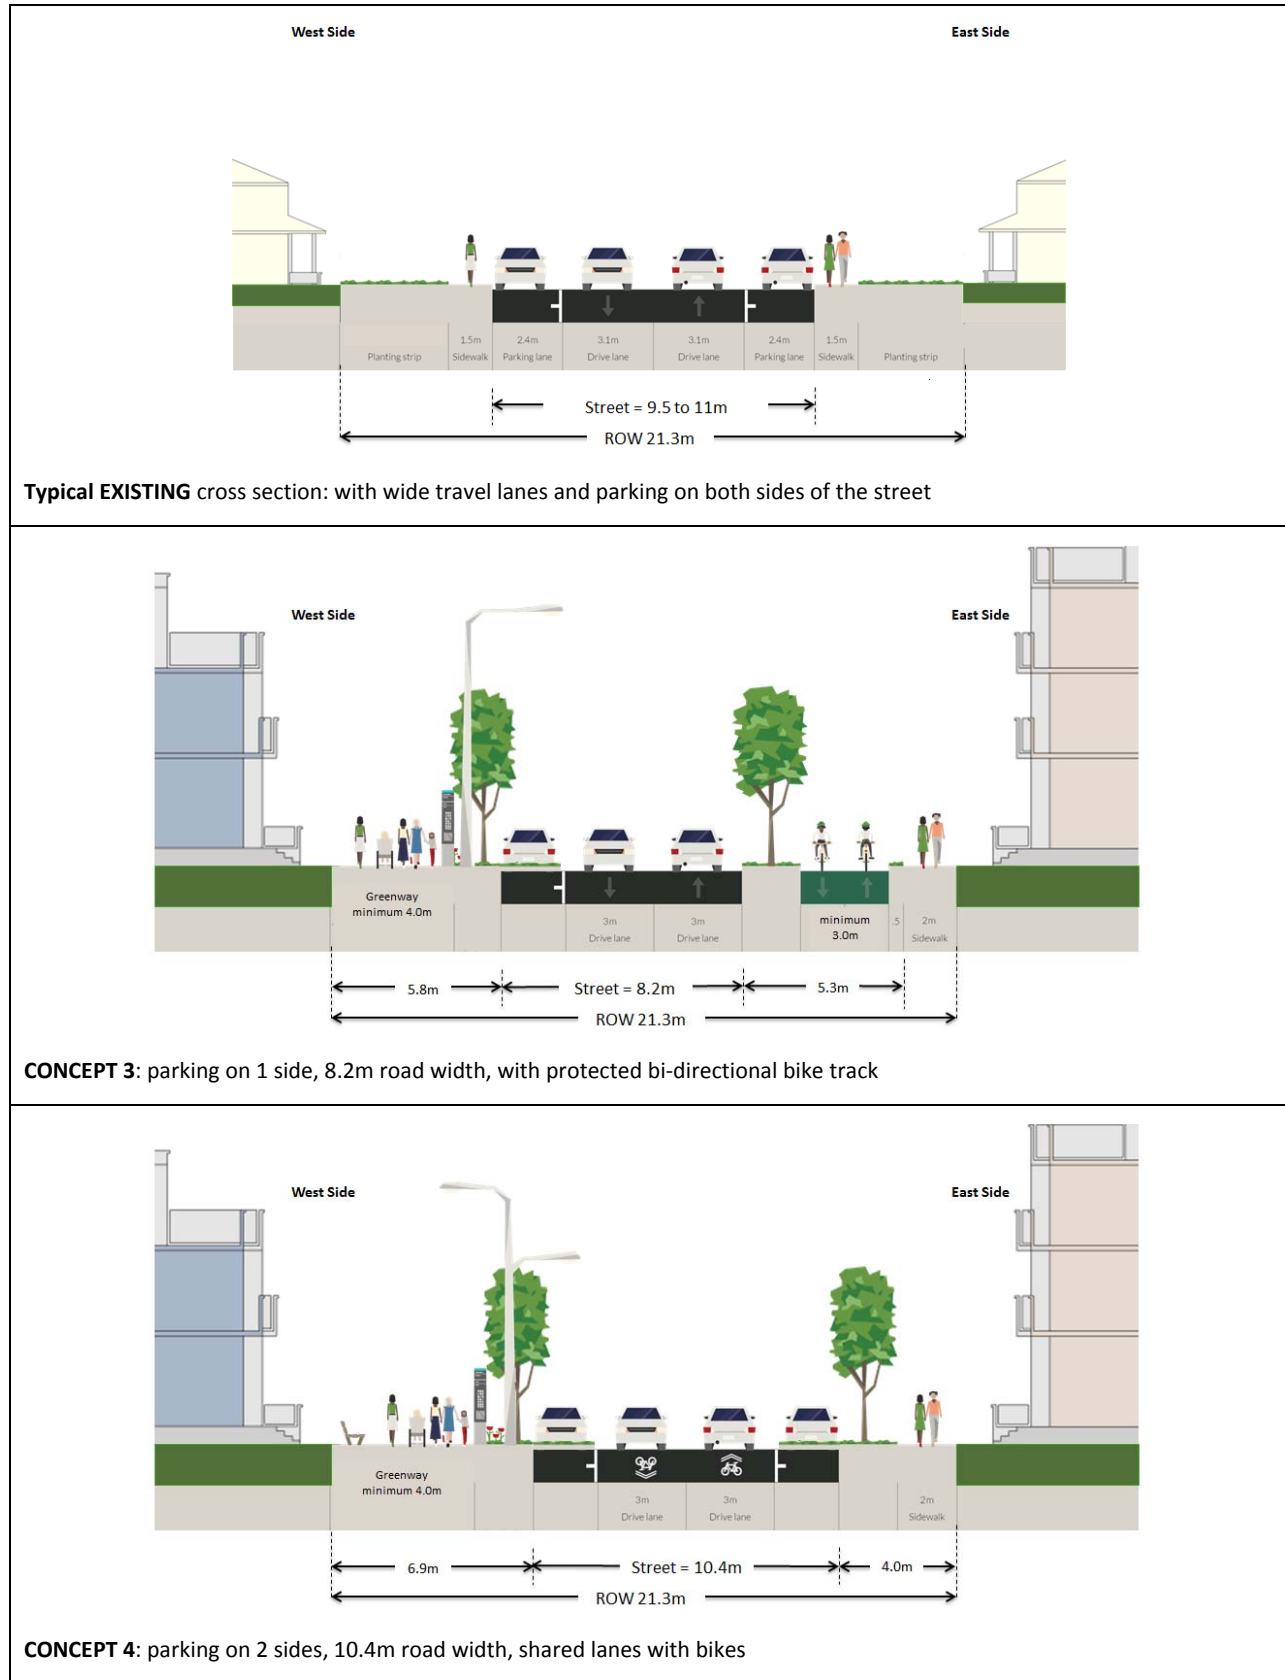 West Side East Side
1.5m 2.4m 3.1m 3.1m 2.4m 1.5m
Planting strip Sidewalk Parking lane Drive lane Drive lane Parking lane Sidewalk Planting strip
Street = 9.5 to 11m
ROW 21.3m
Typical EXISTING cross section: with wide travel lanes and parking on both sides of the street
West Side East Side
Greenway
minimum 4.0m
3m 3m minimum .5 2m
Drive lane Drive lane 3.0m Sidewalk
5.8m Street = 8.2m 5.3m
ROW 21.3m
CONCEPT 3: parking on 1 side, 8.2m road width, with protected bi-directional bike track
West Side East Side
Greenway
minimum 4.0m
3m 3m 2m
Drive lane Drive lane Sidewalk
6.9m Street = 10.4m 4.0m
ROW 21.3m
CONCEPT 4: parking on 2 sides, 10.4m road width, shared lanes with bikes